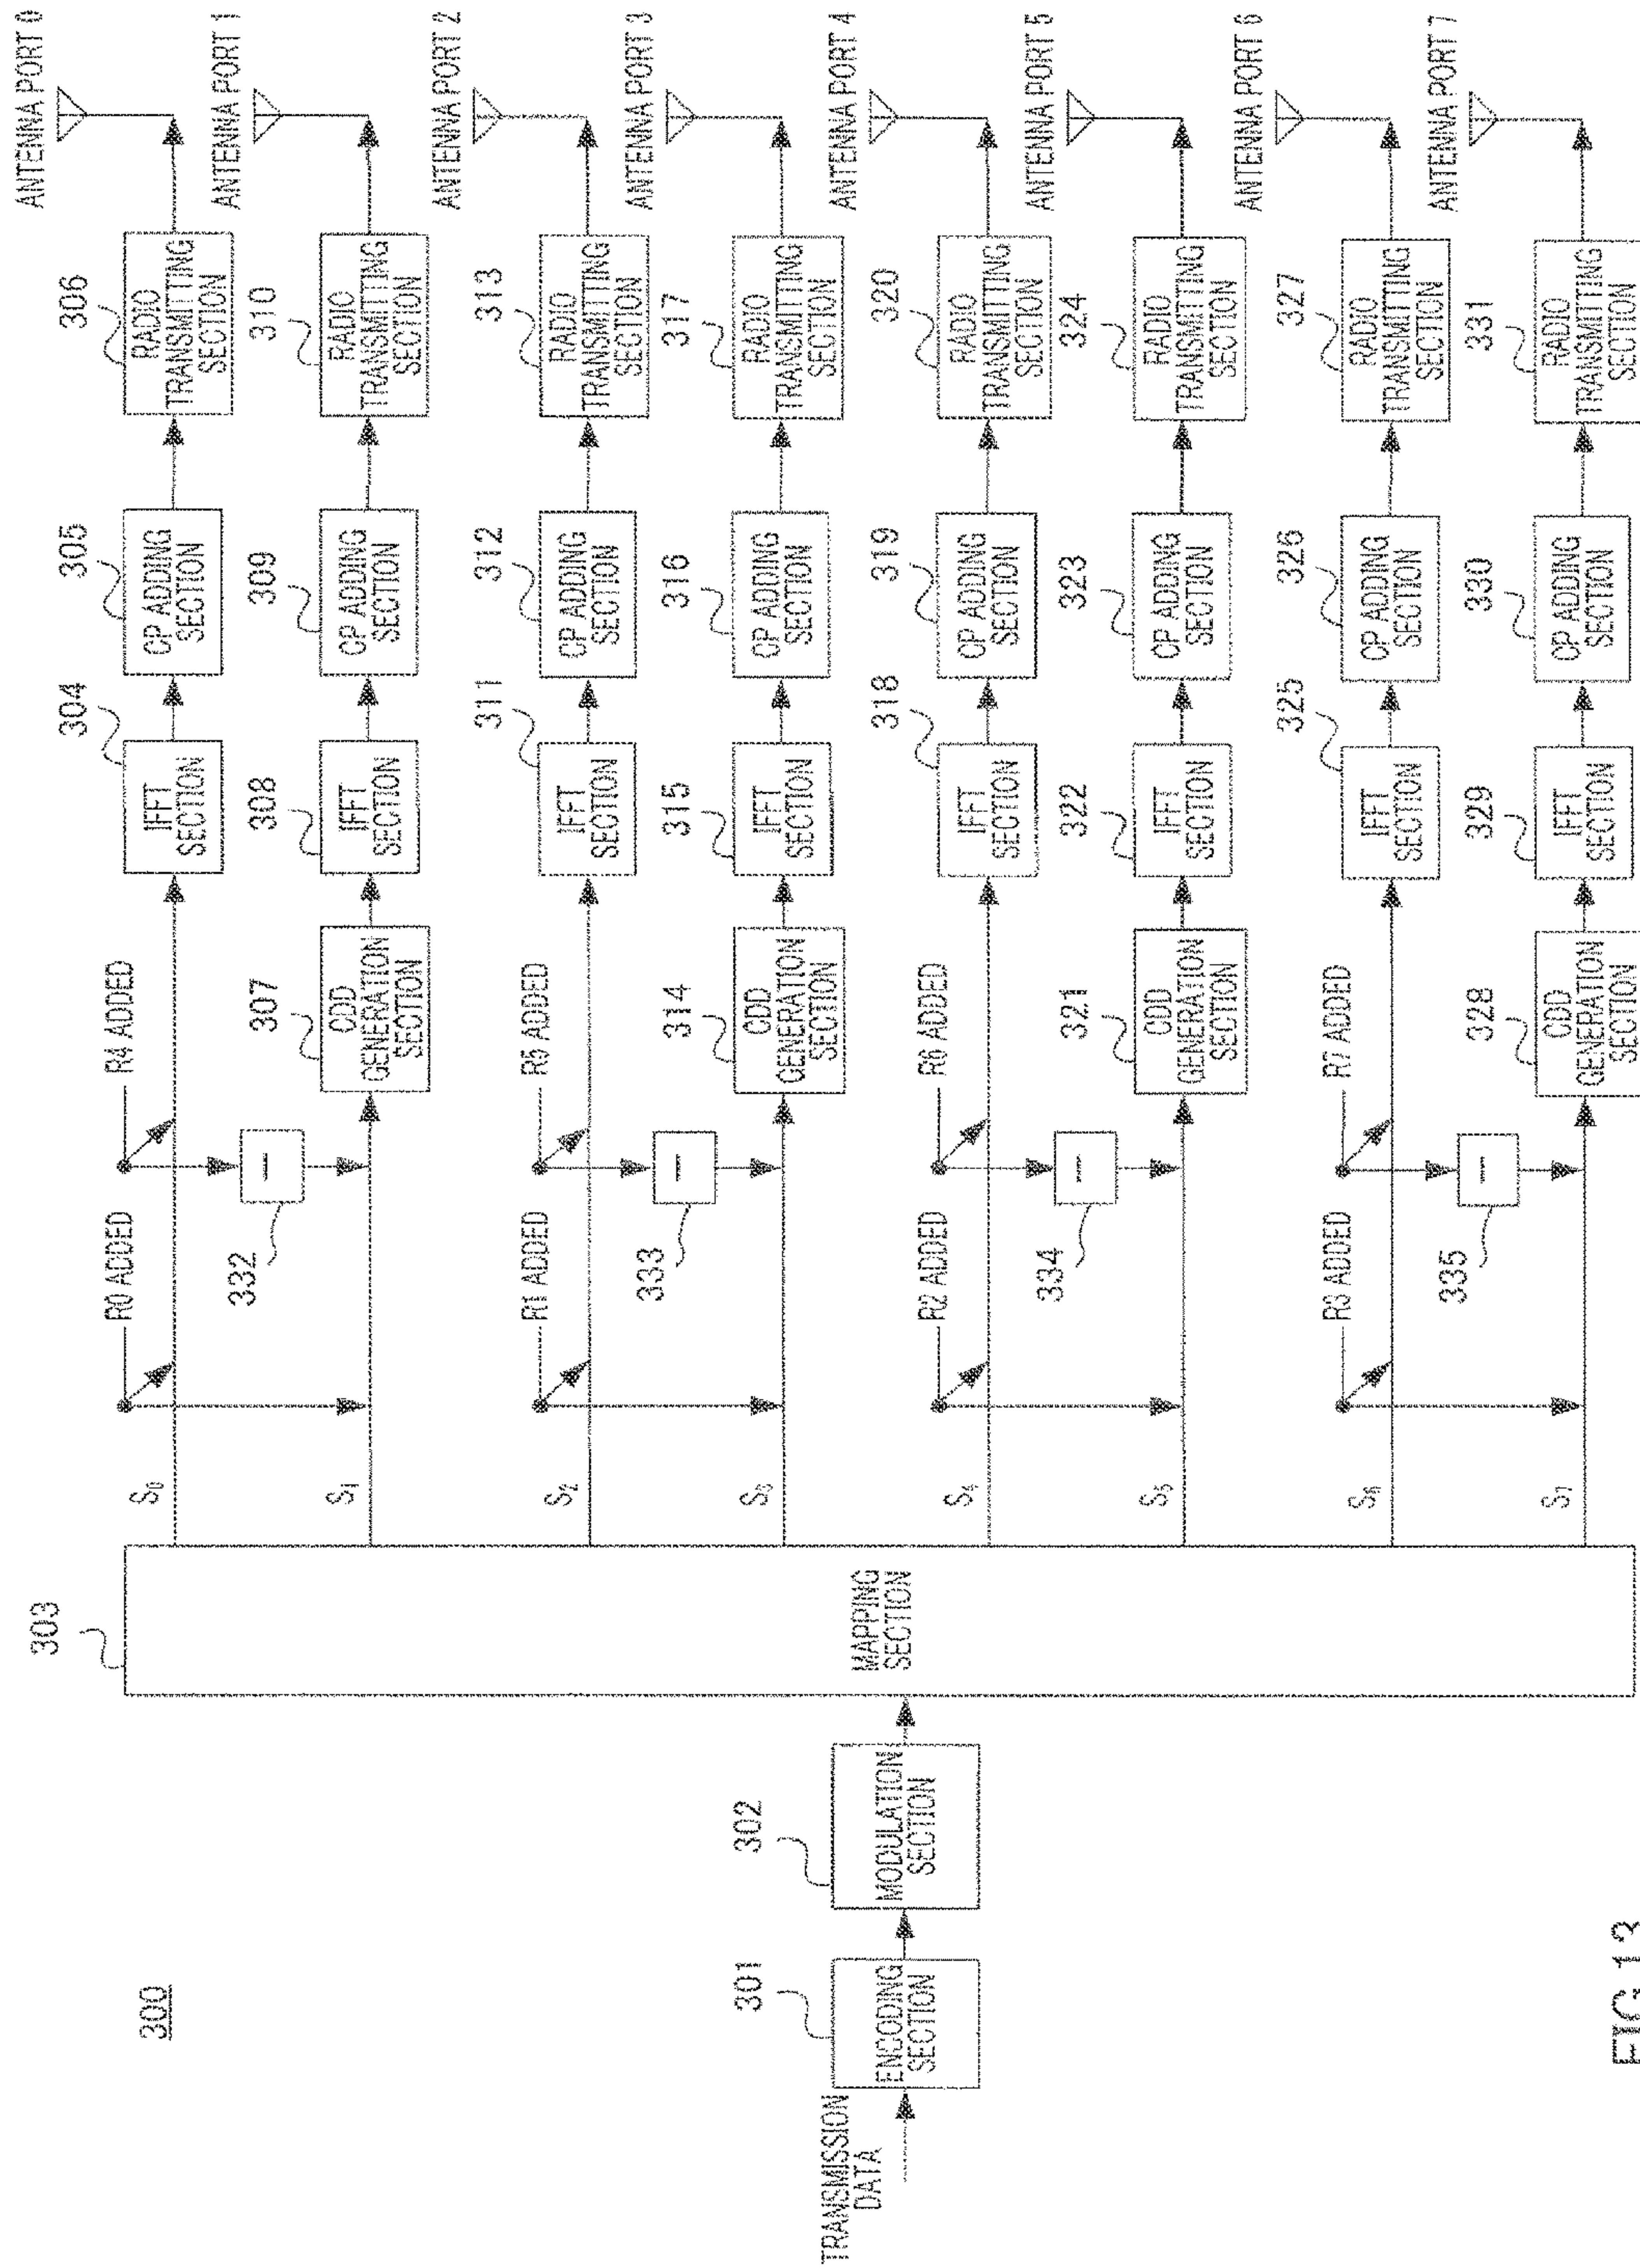 300
TRANSMISSION
DATA
301
ENCODING
SECTION
302
MODULATION
SECTION
303
MAPPING
SECTION
S0
R0 ADDED
R4 ADDED
304
IFFT
SECTION
305
CP ADDING
SECTION
306
RADIO
TRANSMITTING
SECTION
ANTENNA PORT 0
S1
332
−
307
CDD
GENERATION
SECTION
308
IFFT
SECTION
309
CP ADDING
SECTION
310
RADIO
TRANSMITTING
SECTION
ANTENNA PORT 1
S2
R1 ADDED
R5 ADDED
311
IFFT
SECTION
312
CP ADDING
SECTION
313
RADIO
TRANSMITTING
SECTION
ANTENNA PORT 2
S3
333
−
314
CDD
GENERATION
SECTION
315
IFFT
SECTION
316
CP ADDING
SECTION
317
RADIO
TRANSMITTING
SECTION
ANTENNA PORT 3
S4
R2 ADDED
R6 ADDED
318
IFFT
SECTION
319
CP ADDING
SECTION
320
RADIO
TRANSMITTING
SECTION
ANTENNA PORT 4
S5
334
−
321
CDD
GENERATION
SECTION
322
IFFT
SECTION
323
CP ADDING
SECTION
324
RADIO
TRANSMITTING
SECTION
ANTENNA PORT 5
S6
R3 ADDED
R7 ADDED
325
IFFT
SECTION
326
CP ADDING
SECTION
327
RADIO
TRANSMITTING
SECTION
ANTENNA PORT 6
S7
335
−
328
CDD
GENERATION
SECTION
329
IFFT
SECTION
330
CP ADDING
SECTION
331
RADIO
TRANSMITTING
SECTION
ANTENNA PORT 7
FIG.13